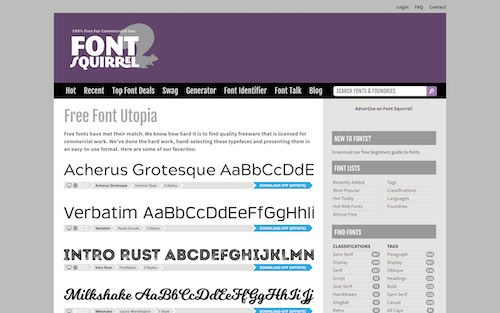 Login FAQ Contact
100% Free For Commercial Use.
FONT
SQUIRREL
Hot Recent Top Font Deals Swag Generator Font Identifier Font Talk Blog
SEARCH FONTS & FOUNDRIES
Free Font Utopia
Free fonts have met their match. We know how hard it is to find quality freeware that is licensed for
commercial work. We've done the hard work, hand-selecting these typefaces and presenting them in
an easy-to-use format. Here are some of our favorites:
Acherus Grotesque AaBbCcDdE
Acherus Grotesque Horizon Type 2 Styles DOWNLOAD OTF (OFFSITE)
Verbatim AaBbCcDdEeFfGgHhIi
Verbatim 2 Styles DOWNLOAD OTF (OFFSITE)
INTRO RUST ABCDEFGHIJKLMN
Intro Rust Fontfabric DOWNLOAD OTF (OFFSITE)
Milkshake AaBbCcDdEeFfGgHhIiJj
Milkshake Laura Worthington 1 Style DOWNLOAD OTF (OFFSITE)
Advertise on Font Squirrel!
NEW TO FONTS?
Download our free beginners guide to fonts.
FONT LISTS
Recently Added Tags
Most Popular Classifications
Hot Today Languages
Hot Web Fonts Foundries
Almost Free
FIND FONTS
CLASSIFICATIONS TAGS
Sans Serif Paragraph
Display Display
Serif Oblique
Script Headings
Slab Serif Bold
Handdrawn Sans Serif
Dingbat Casual
Retro All Caps